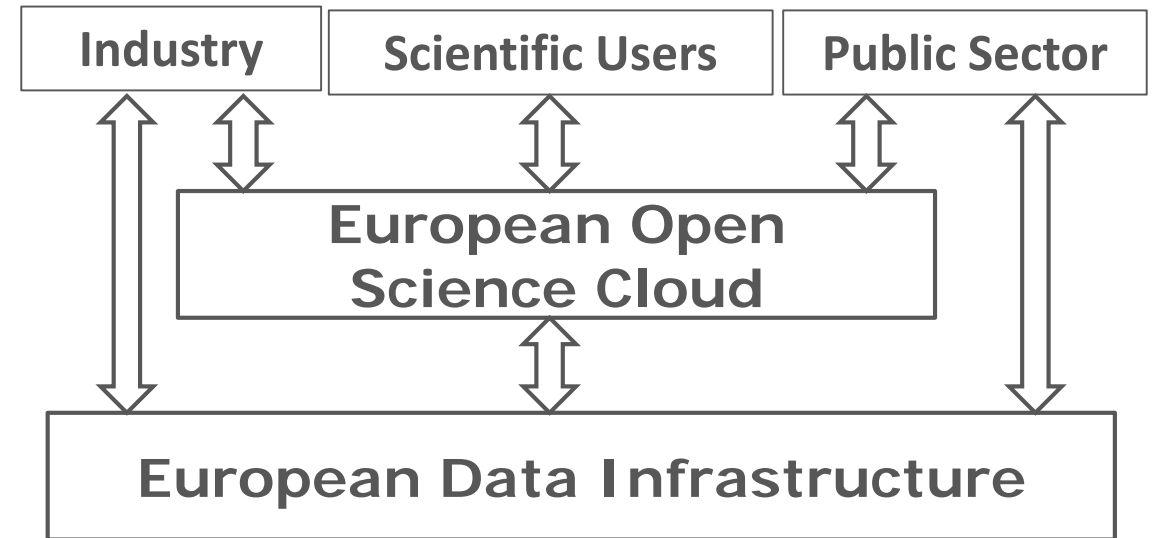 Industry
Scientific Users
Public Sector
European Open
Science Cloud
European Data Infrastructure